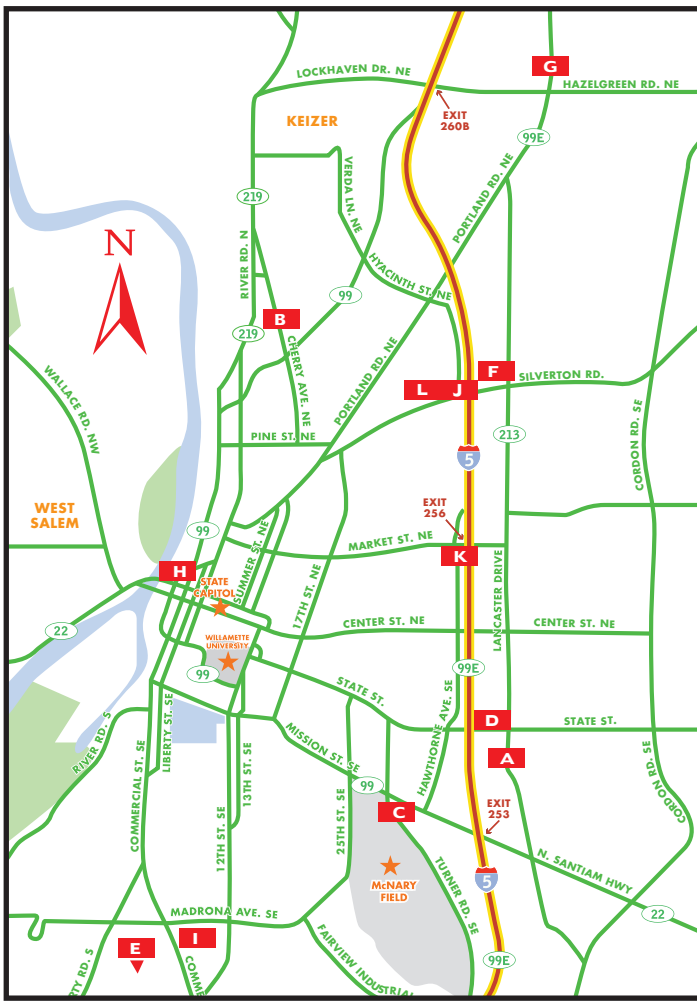 G
LOCKHAVEN DR. NE
HAZELGREEN RD. NE
EXIT
260B
KEIZER
99E
VERDA LN. NE
PORTLAND RD. NE
219
N
RIVER RD. N
HYACINTH ST. NE
99
B
219
CHERRY AVE. NE
PORTLAND RD. NE
F
SILVERTON RD.
L
J
WALLACE RD. NW
CORDON RD. SE
PINE ST. NE
213
5
WEST
SALEM
EXIT
256
99
SUMMER ST. NE
MARKET ST. NE
K
H
STATE
CAPITOL
17TH ST. NE
LANCASTER DRIVE
22
CENTER ST. NE
CENTER ST. NE
WILLAMETTE
UNIVERSITY
99
99E
STATE ST.
HAWTHORNE AVE. SE
D
STATE ST.
RIVER RD. S
LIBERTY ST. SE
COMMERCIAL ST. SE
13TH ST. SE
MISSION ST. SE
A
CORDON RD. SE
99
C
12TH ST. SE
25TH ST. SE
EXIT
253
N. SANTIAM HWY
McNARY
FIELD
5
TURNER RD. SE
22
MADRONA AVE. SE
E
I
RTY RD. S
COMME
FAIRVIEW INDUSTRIAL
99E